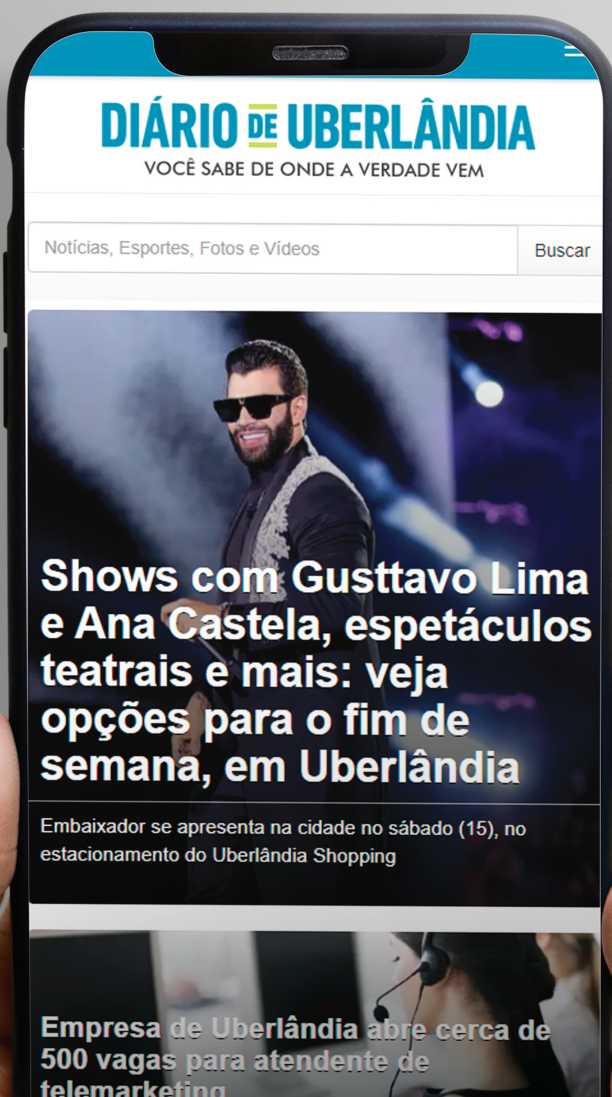 DIÁRIO DE UBERLÂNDIA
VOCÊ SABE DE ONDE A VERDADE VEM
Notícias, Esportes, Fotos e Vídeos
Buscar
Shows com Gusttavo Lima
e Ana Castela, espetáculos
teatrais e mais: veja
opções para o fim de
semana, em Uberlândia
Embaixador se apresenta na cidade no sábado (15), no
estacionamento do Uberlândia Shopping
Empresa de Uberlândia abre cerca de
500 vagas para atendente de
telemarketing